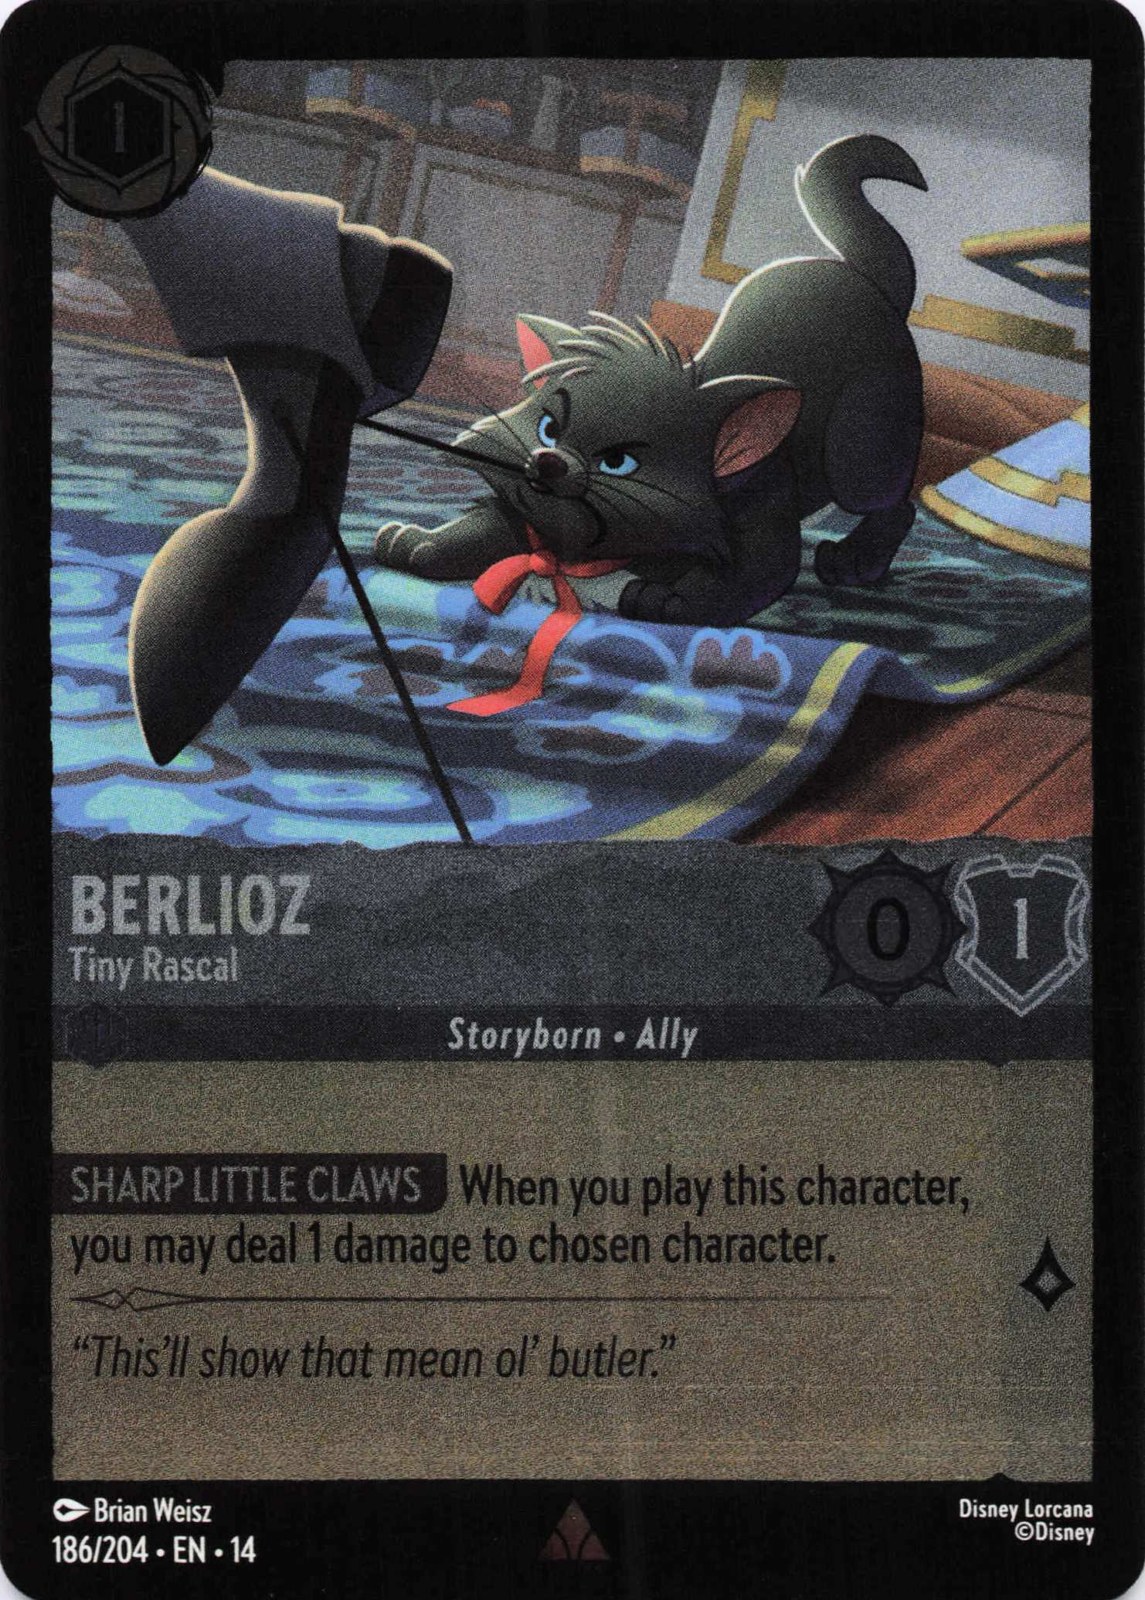 1
BERLIOZ
Tiny Rascal
0
1
Storyborn • Ally
SHARP LITTLE CLAWS When you play this character,
you may deal 1 damage to chosen character.
“This’ll show that mean ol’ butler.”
Brian Weisz
186/204 • EN • 14
Disney Lorcana
©Disney